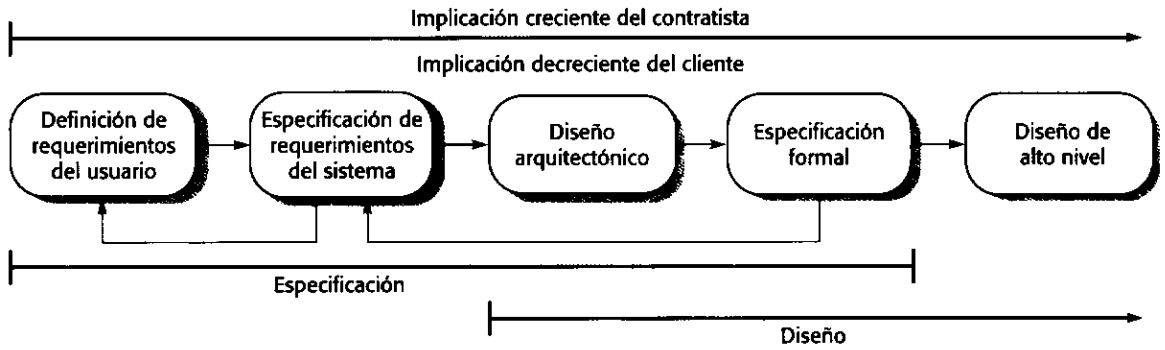 Implicación creciente del contratista
Implicación decreciente del cliente
Definición de
requerimientos
del usuario
Especificación de
requerimientos
del sistema
Diseño
arquitectónico
Especificación
formal
Diseño de
alto nivel
Especificación
Diseño